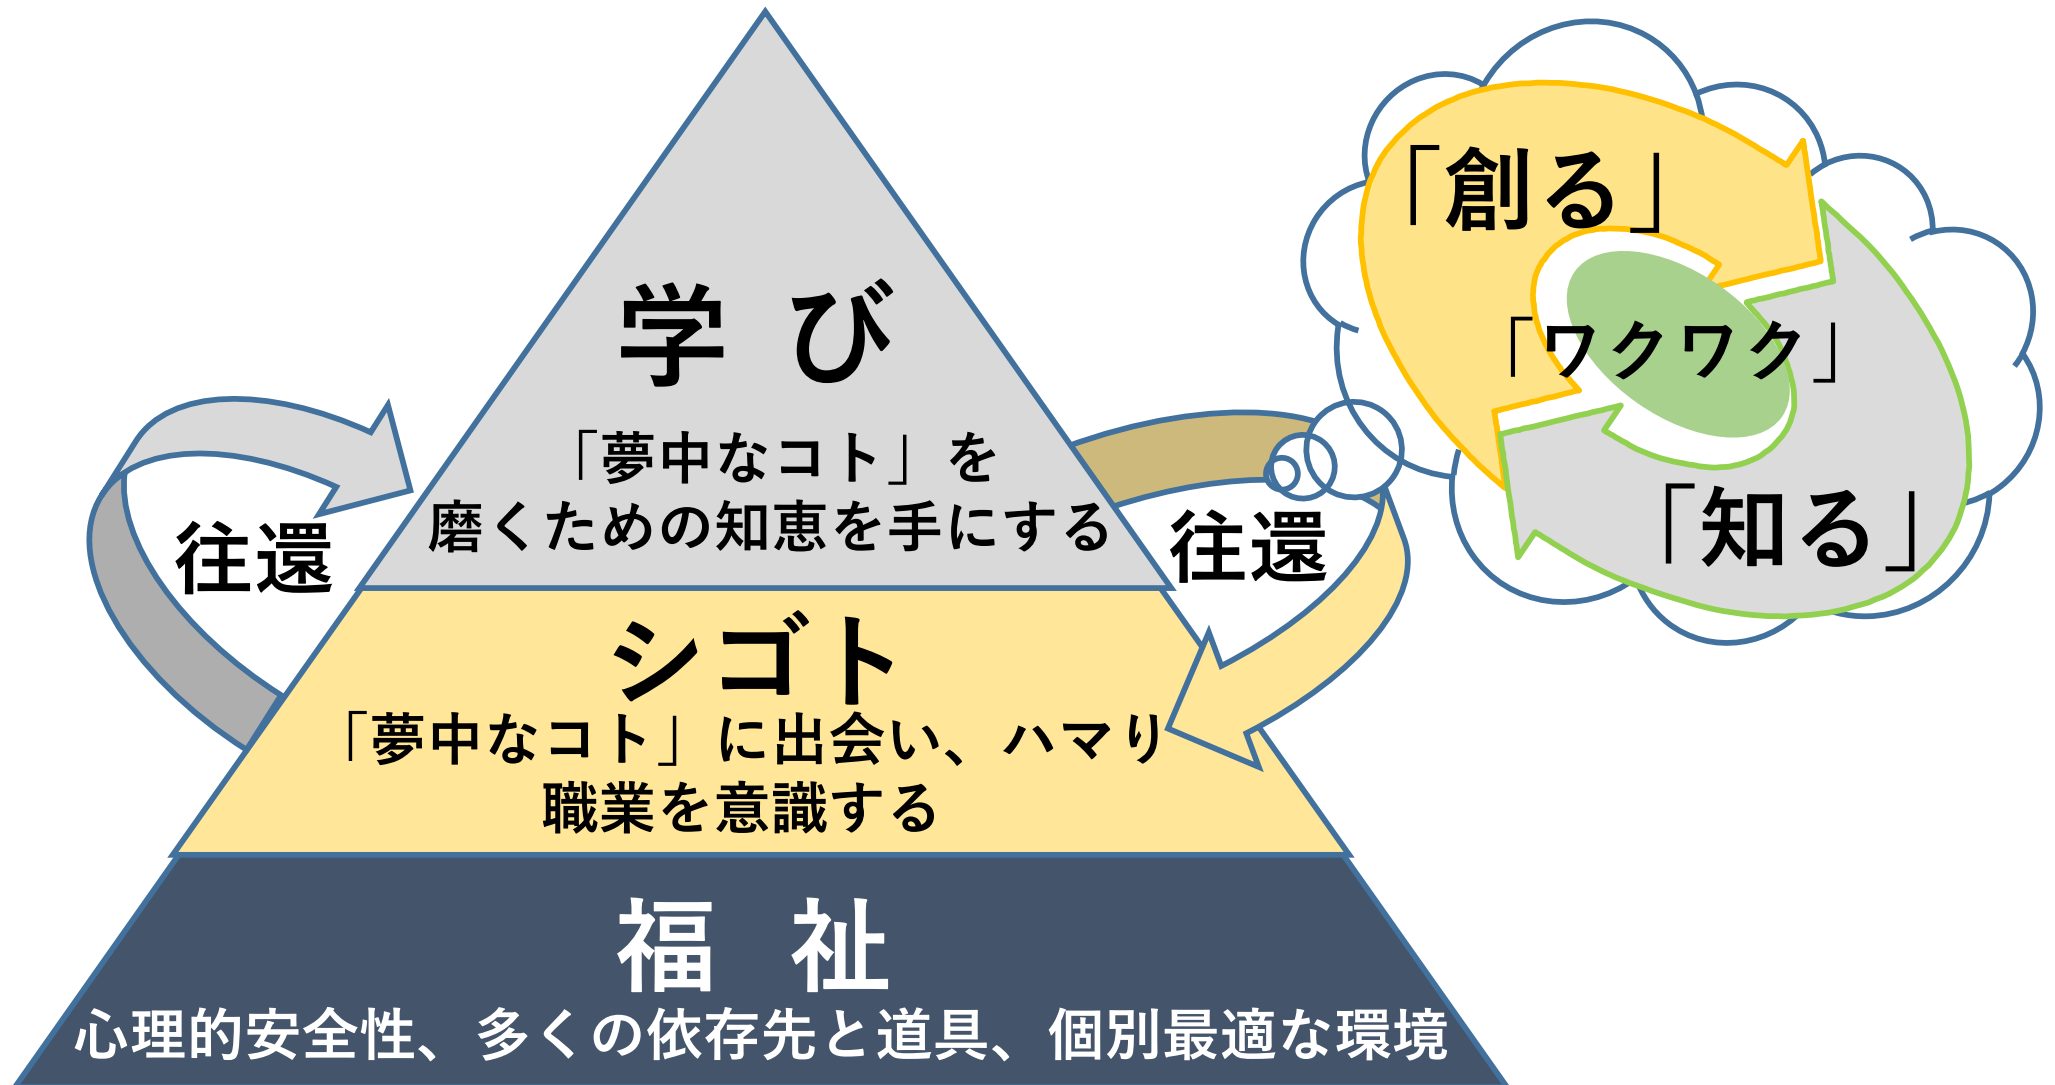 学 び
「夢中なコト」を
磨くための知恵を手にする
往還
往還
シゴト
「夢中なコト」に出会い、ハマり
職業を意識する
福 祉
心理的安全性、多くの依存先と道具、個別最適な環境
「創る」
「ワクワク」
「知る」